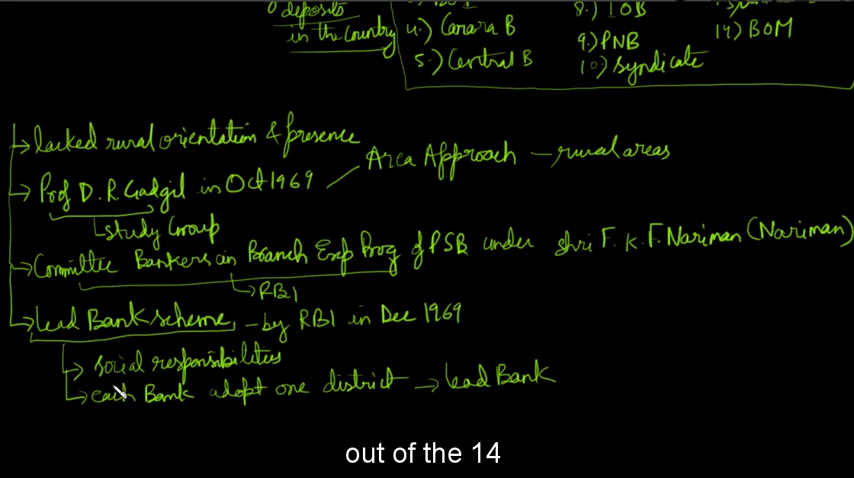 deposits
in the Country
4.) Canara B
5.) Central B
8.) IOB
9.) PNB
10.) Syndicate
14) BOM
lacked rural orientation & presence
Prof D. R. Gadgil in Oct 1969
Area Approach - rural areas
Study Group
Committee Bankers on Branch Exp Prog of PSB under Shri F. K. F. Nariman (Nariman)
RBI
lead Bank scheme, - by RBI in Dec 1969
social responsibilities
each Bank adopt one district → lead Bank
out of the 14